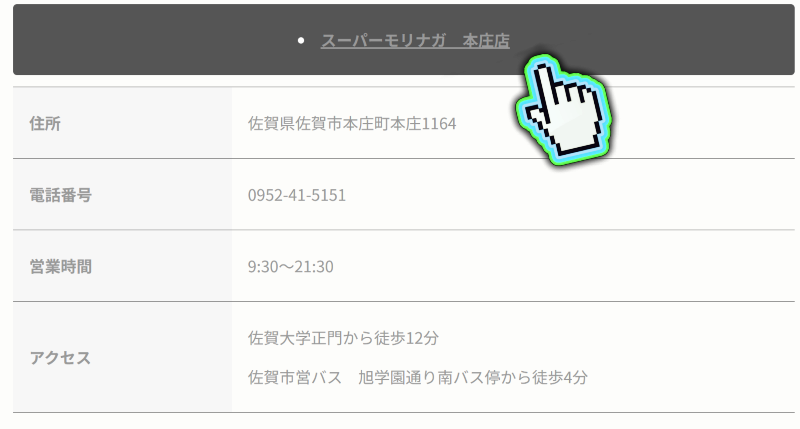 スーパーモリナガ　本庄店
住所
佐賀県佐賀市本庄町本庄1164
電話番号
0952-41-5151
営業時間
9:30～21:30
アクセス
佐賀大学正門から徒歩12分
佐賀市営バス　旭学園通り南バス停から徒歩4分